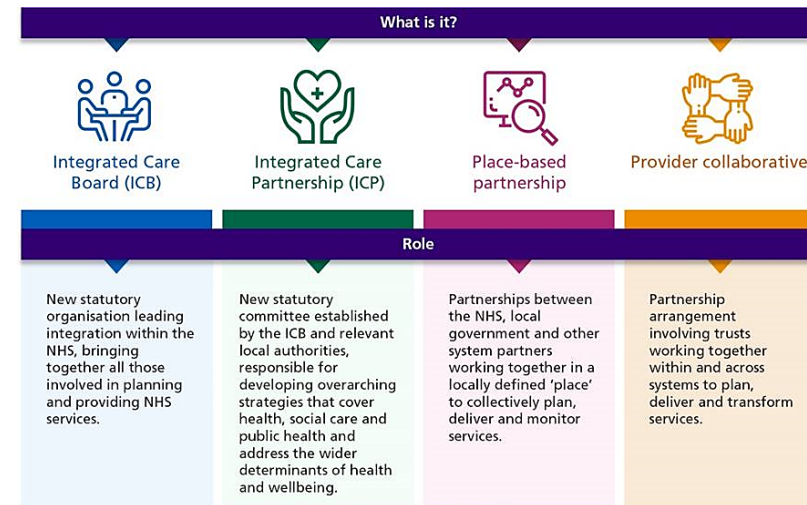 What is it?
Integrated Care
Board (ICB)
Integrated Care
Partnership (ICP)
Place-based
partnership
Provider collaborative
Role
New statutory
organisation leading
integration within the
NHS, bringing
together all those
involved in planning
and providing NHS
services.
New statutory
committee established
by the ICB and relevant
local authorities,
responsible for
developing overarching
strategies that cover
health, social care and
public health and
address the wider
determinants of health
and wellbeing.
Partnerships between
the NHS, local
government and other
system partners
working together in a
locally defined ‘place’
to collectively plan,
deliver and monitor
services.
Partnership
arrangement
involving trusts
working together
within and across
systems to plan,
deliver and transform
services.